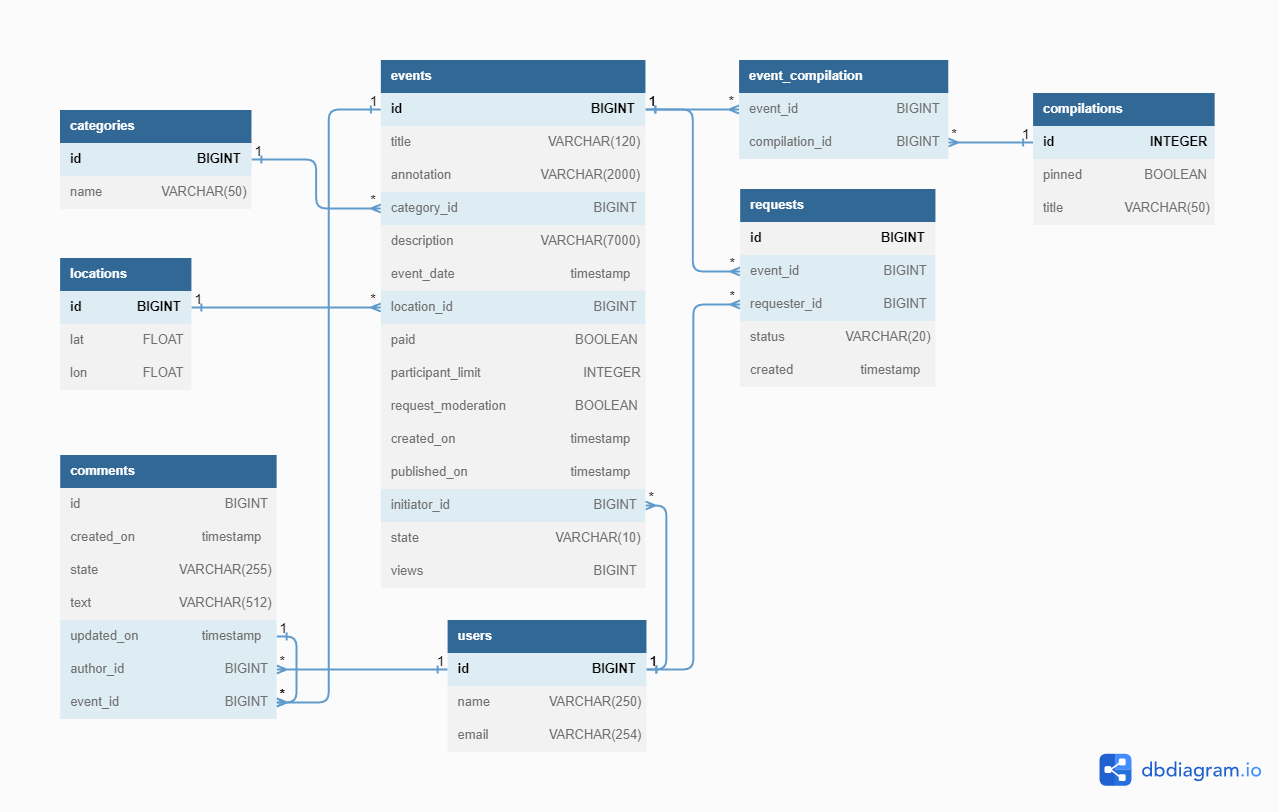 categories
id BIGINT
name VARCHAR(50)
locations
id BIGINT
lat FLOAT
lon FLOAT
comments
id BIGINT
created_on timestamp
state VARCHAR(255)
text VARCHAR(512)
updated_on timestamp
author_id BIGINT
event_id BIGINT
events
id BIGINT
title VARCHAR(120)
annotation VARCHAR(2000)
category_id BIGINT
description VARCHAR(7000)
event_date timestamp
location_id BIGINT
paid BOOLEAN
participant_limit INTEGER
request_moderation BOOLEAN
created_on timestamp
published_on timestamp
initiator_id BIGINT
state VARCHAR(10)
views BIGINT
users
id BIGINT
name VARCHAR(250)
email VARCHAR(254)
event_compilation
event_id BIGINT
compilation_id BIGINT
requests
id BIGINT
event_id BIGINT
requester_id BIGINT
status VARCHAR(20)
created timestamp
compilations
id INTEGER
pinned BOOLEAN
title VARCHAR(50)
1
*
1
*
1
*
*
1
1
*
*
1
*
*
1
1
*
1
dbdiagram.io